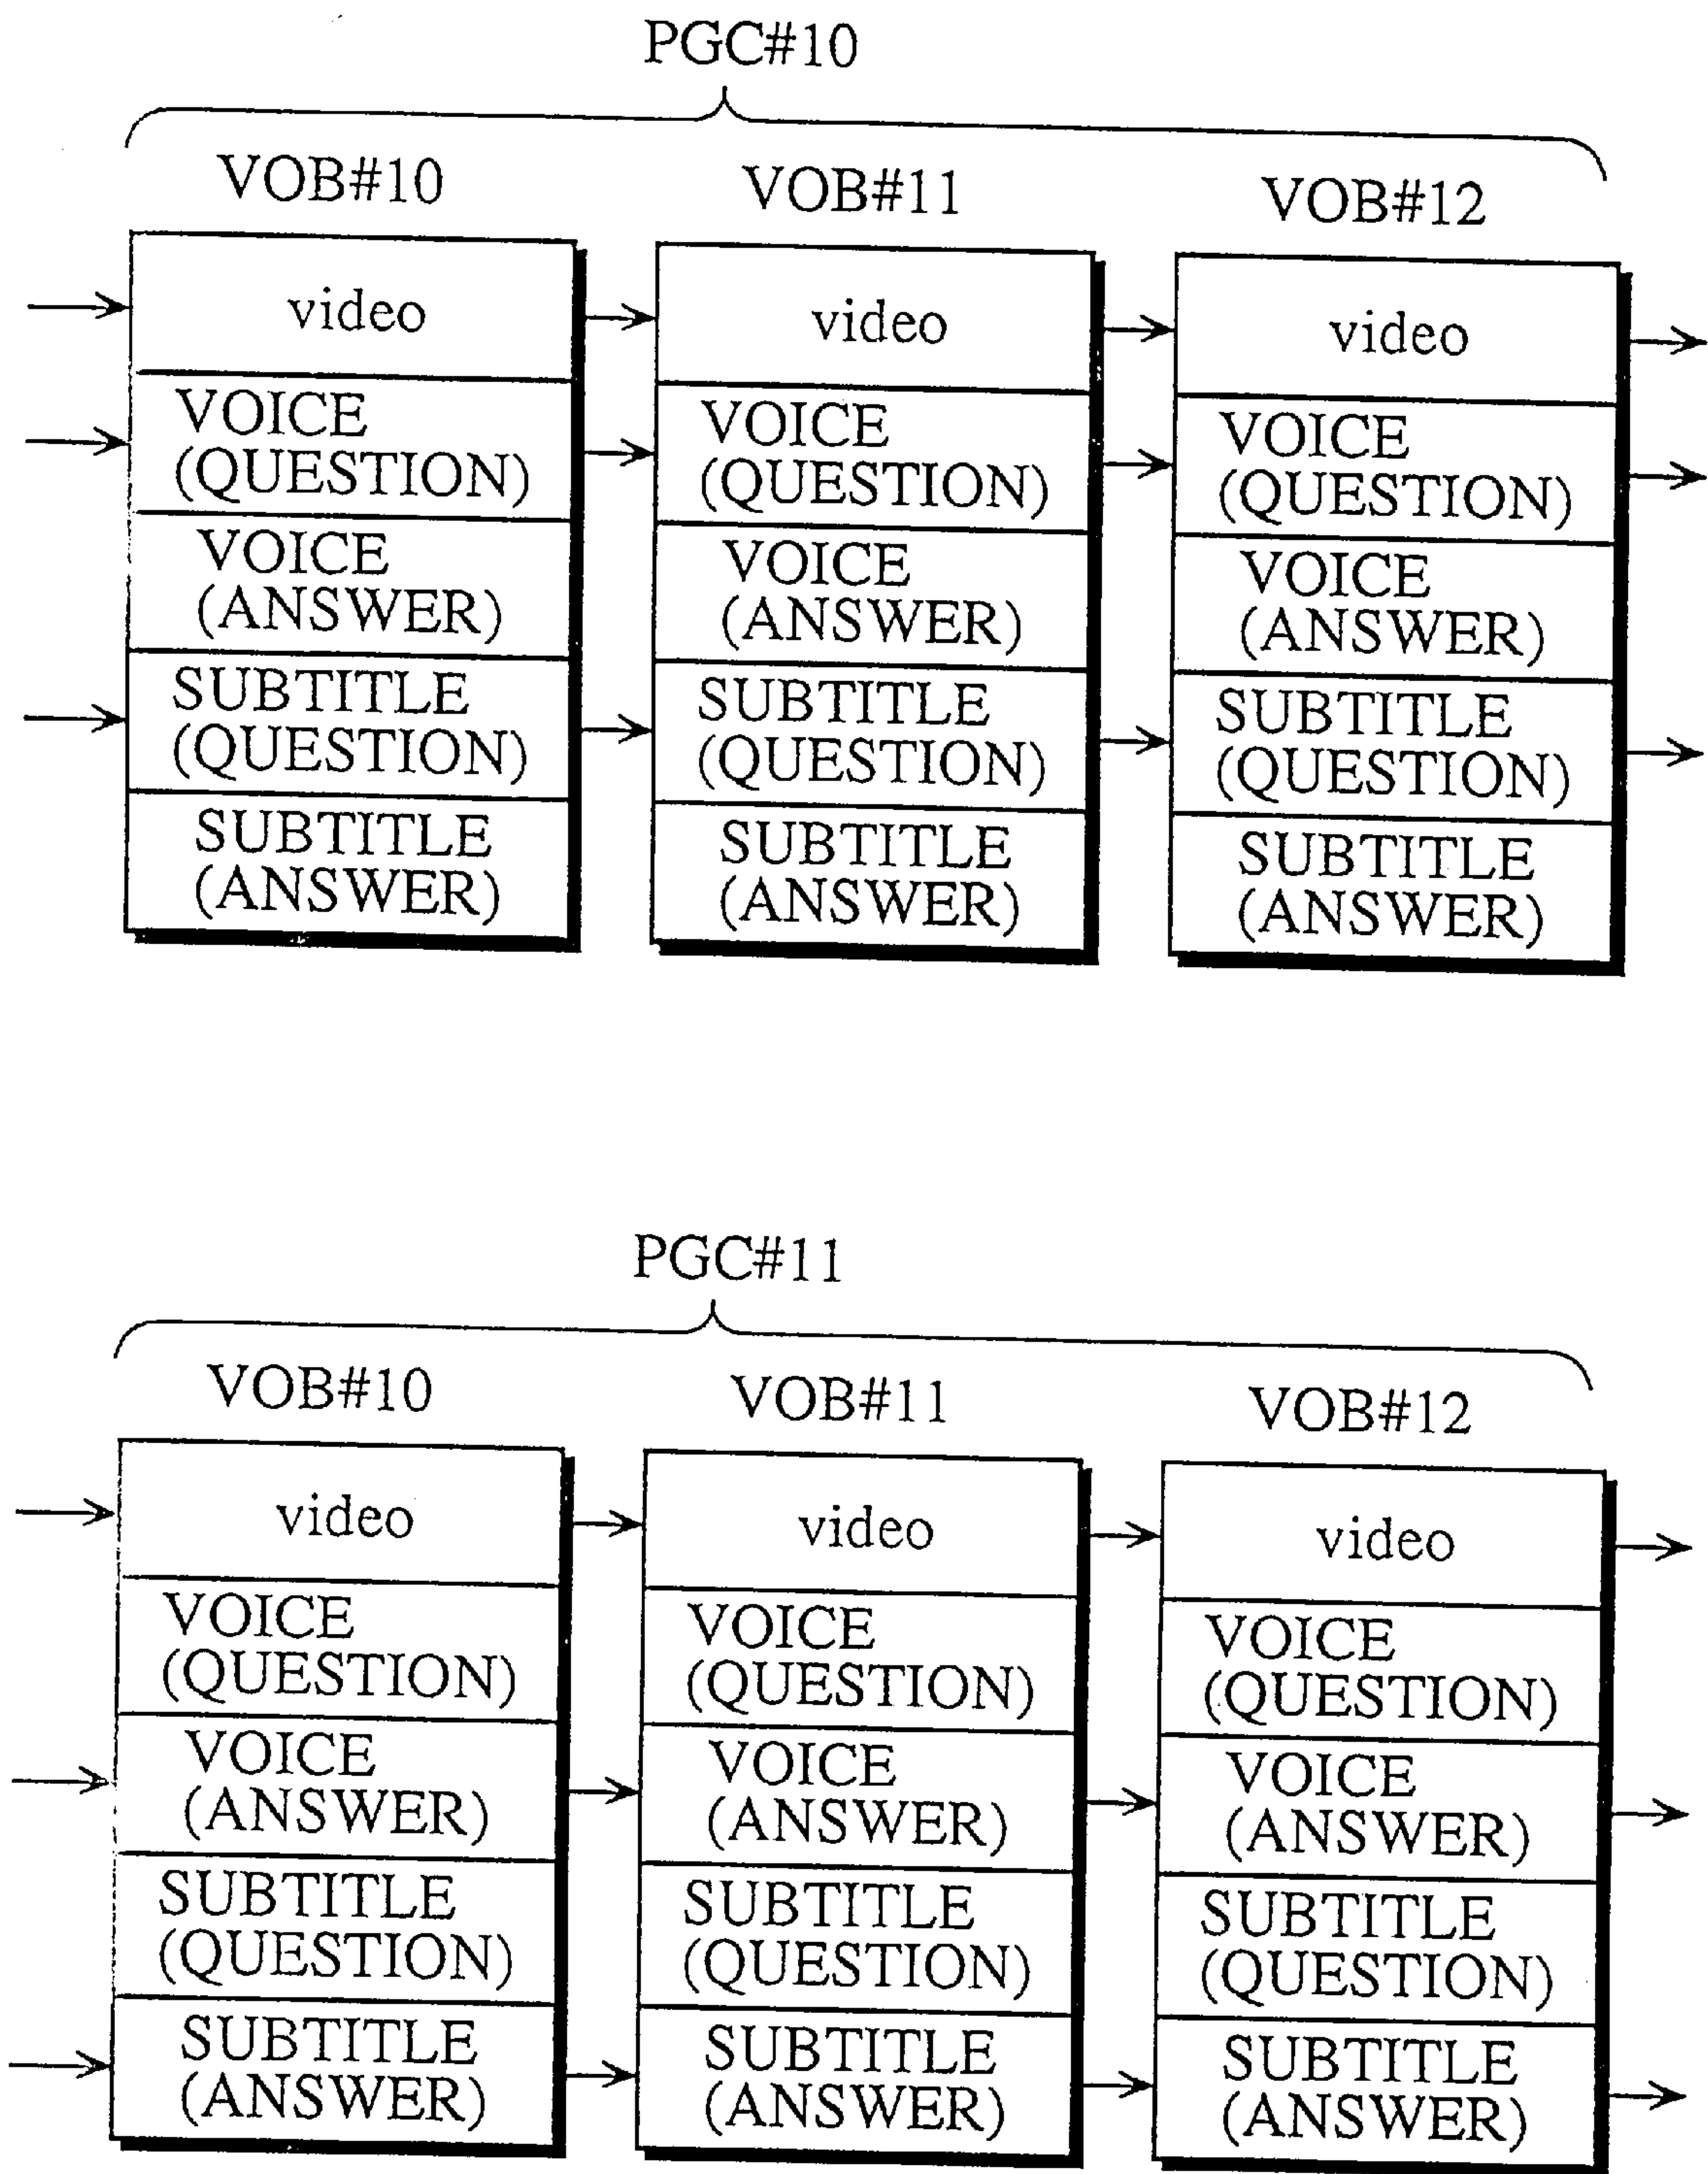 PGC#10
VOB#10 VOB#11 VOB#12
video video video
VOICE VOICE VOICE
(QUESTION) (QUESTION) (QUESTION)
VOICE VOICE VOICE
(ANSWER) (ANSWER) (ANSWER)
SUBTITLE SUBTITLE SUBTITLE
(QUESTION) (QUESTION) (QUESTION)
SUBTITLE SUBTITLE SUBTITLE
(ANSWER) (ANSWER) (ANSWER)
PGC#11
VOB#10 VOB#11 VOB#12
video video video
VOICE VOICE VOICE
(QUESTION) (QUESTION) (QUESTION)
VOICE VOICE VOICE
(ANSWER) (ANSWER) (ANSWER)
SUBTITLE SUBTITLE SUBTITLE
(QUESTION) (QUESTION) (QUESTION)
SUBTITLE SUBTITLE SUBTITLE
(ANSWER) (ANSWER) (ANSWER)